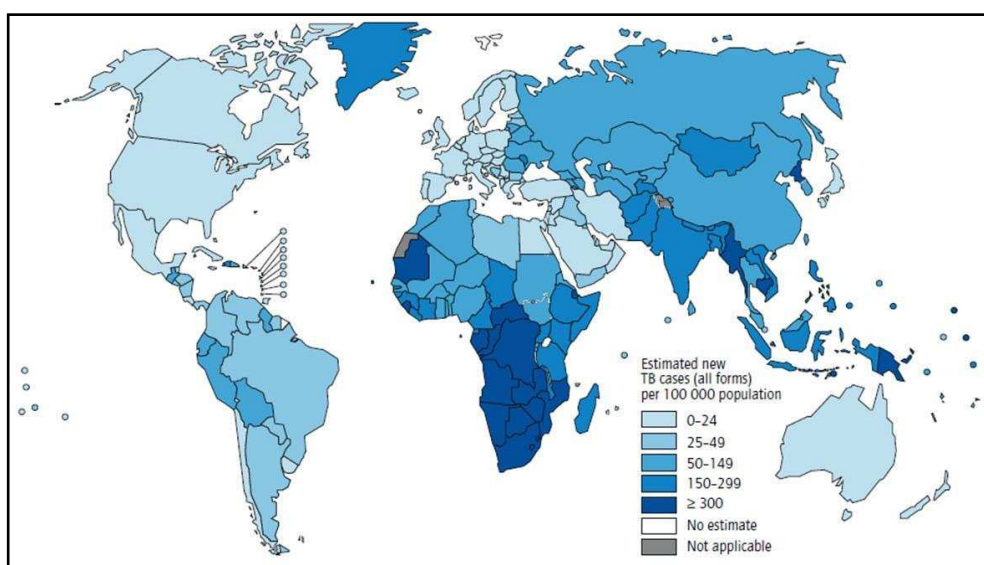 Estimated new
TB cases (all forms)
per 100 000 population
0–24
25–49
50–149
150–299
≥ 300
No estimate
Not applicable